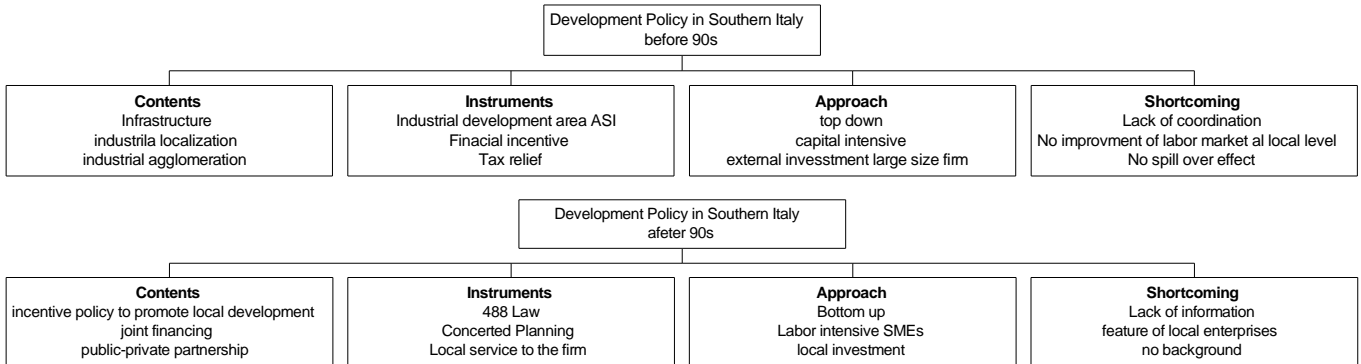 Development Policy in Southern Italy
before 90s
Contents
Infrastructure
industrila localization
industrial agglomeration
Instruments
Industrial development area ASI
Finacial incentive
Tax relief
Approach
top down
capital intensive
external invesstment large size firm
Shortcoming
Lack of coordination
No improvment of labor market al local level
No spill over effect
Development Policy in Southern Italy
afeter 90s
Contents
incentive policy to promote local development
joint financing
public-private partnership
Instruments
488 Law
Concerted Planning
Local service to the firm
Approach
Bottom up
Labor intensive SMEs
local investment
Shortcoming
Lack of information
feature of local enterprises
no background